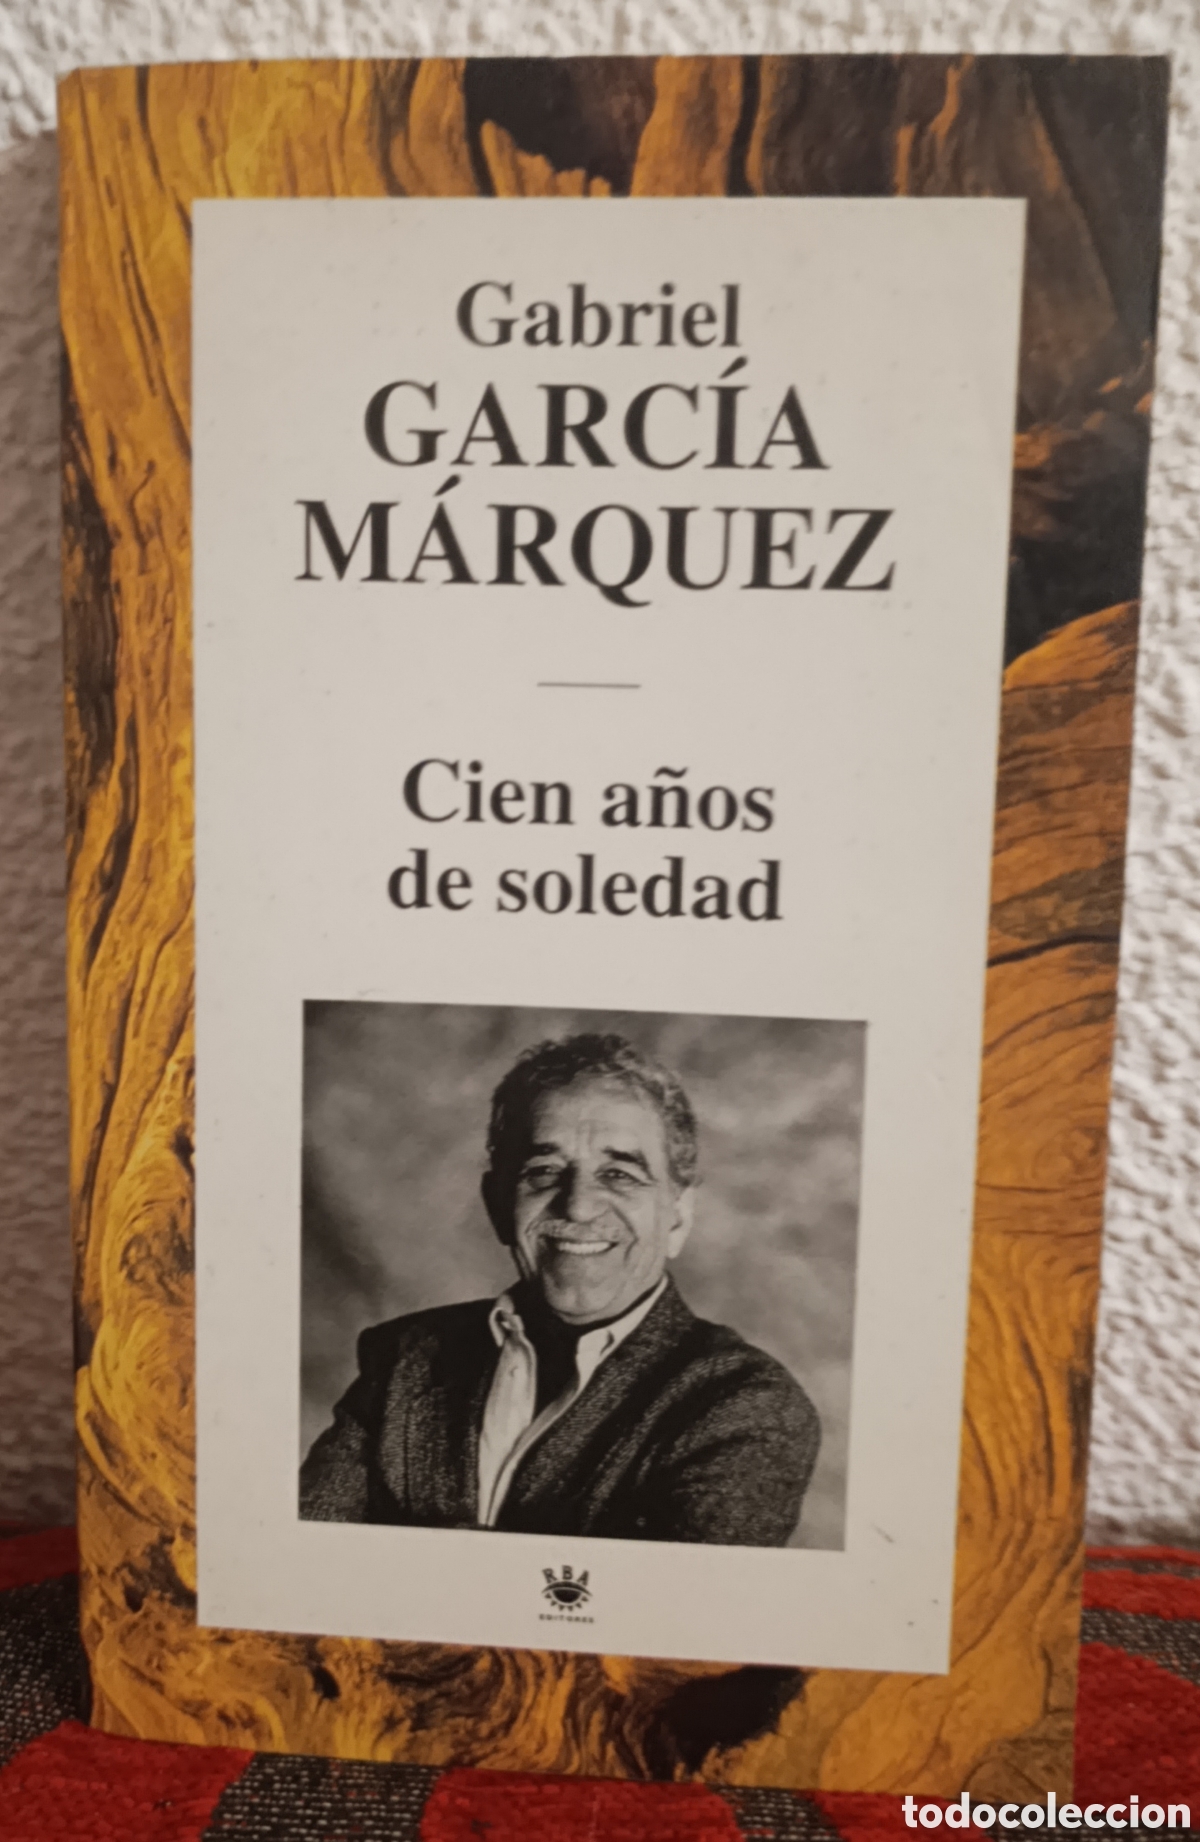 Gabriel
GARCÍA
MÁRQUEZ
Cien años
de soledad
RBA
EDITORES
todocoleccion